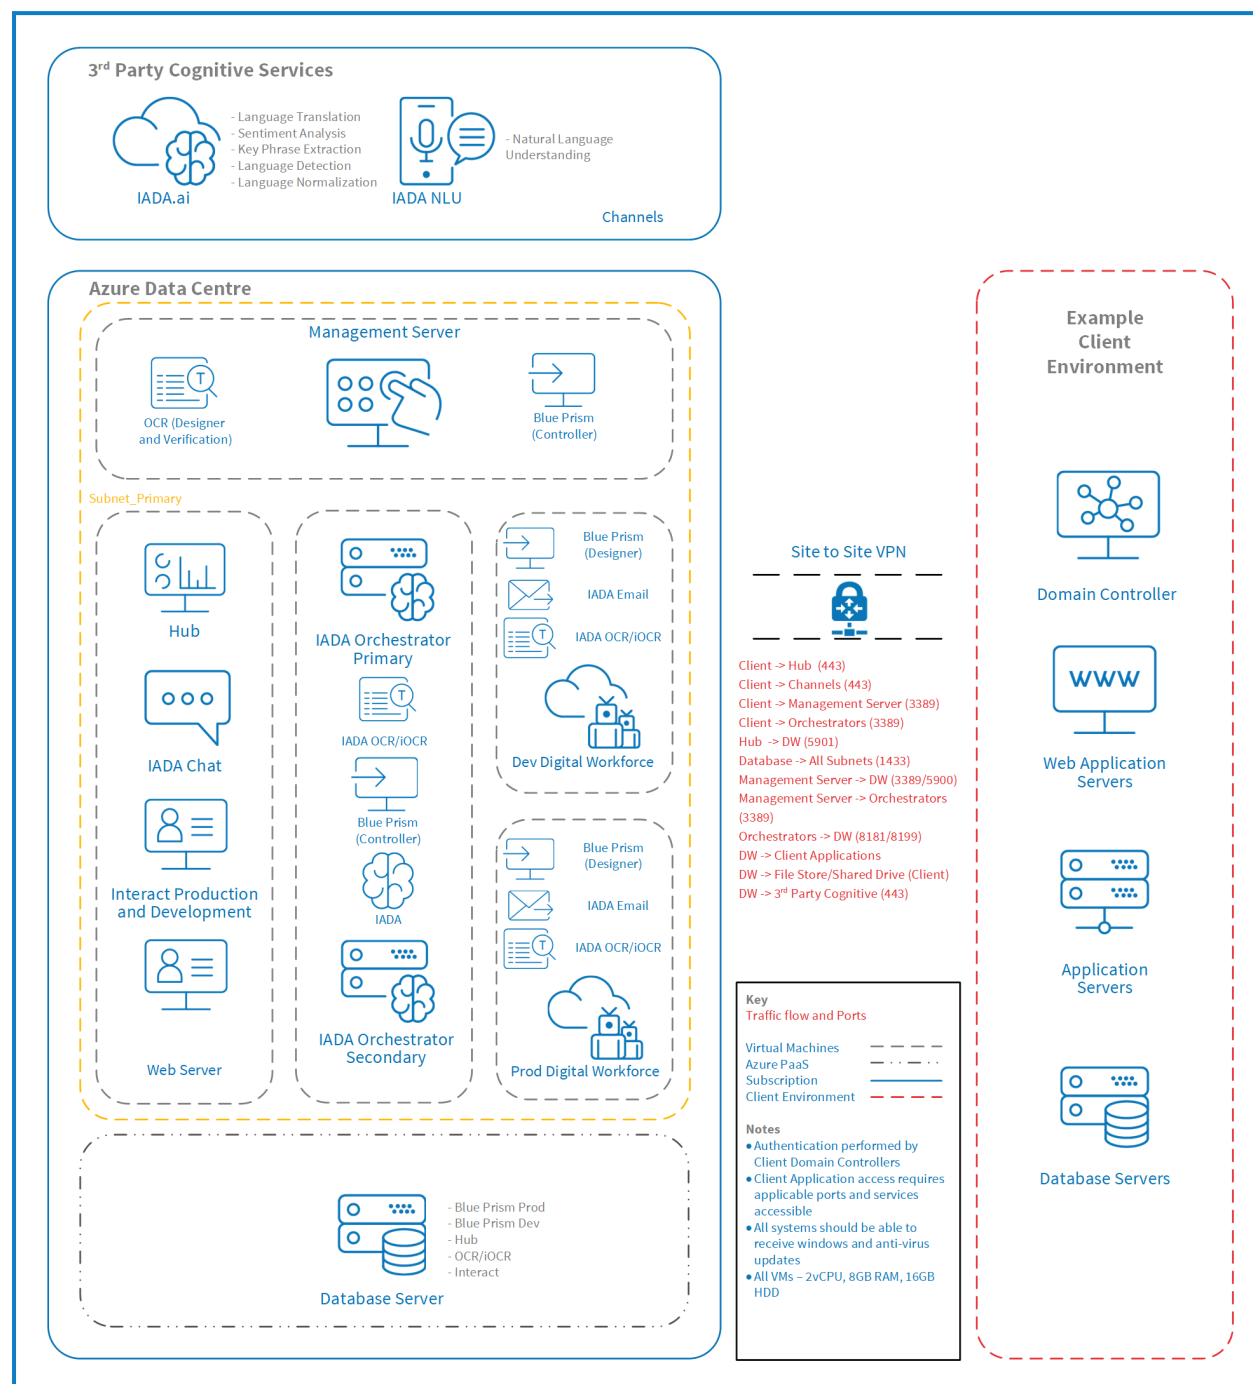 3rd Party Cognitive Services
- Language Translation
- Sentiment Analysis
- Key Phrase Extraction
- Language Detection
- Language Normalization
IADA.ai
- Natural Language
Understanding
IADA NLU
Channels
Azure Data Centre
Management Server
T
OCR (Designer
and Verification)
Blue Prism
(Controller)
Subnet_Primary
Hub
IADA Chat
Interact Production
and Development
Web Server
IADA Orchestrator
Primary
T
IADA OCR/iOCR
Blue Prism
(Controller)
IADA
IADA Orchestrator
Secondary
Blue Prism
(Designer)
IADA Email
T
IADA OCR/iOCR
Dev Digital Workforce
Blue Prism
(Designer)
IADA Email
T
IADA OCR/iOCR
Prod Digital Workforce
- Blue Prism Prod
- Blue Prism Dev
- Hub
- OCR/iOCR
- Interact
Database Server
Site to Site VPN
Client -> Hub (443)
Client -> Channels (443)
Client -> Management Server (3389)
Client -> Orchestrators (3389)
Hub -> DW (5901)
Database -> All Subnets (1433)
Management Server -> DW (3389/5900)
Management Server -> Orchestrators
(3389)
Orchestrators -> DW (8181/8199)
DW -> Client Applications
DW -> File Store/Shared Drive (Client)
DW -> 3rd Party Cognitive (443)
Key
Traffic flow and Ports
Virtual Machines
Azure PaaS
Subscription
Client Environment
Notes
• Authentication performed by
Client Domain Controllers
• Client Application access requires
applicable ports and services
accessible
• All systems should be able to
receive windows and anti-virus
updates
• All VMs – 2vCPU, 8GB RAM, 16GB
HDD
Example
Client
Environment
Domain Controller
WWW
Web Application
Servers
Application
Servers
Database Servers